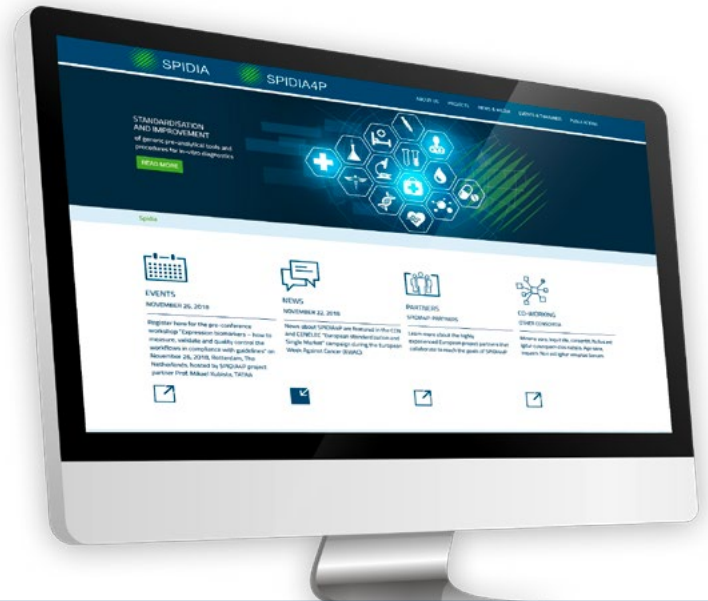 SPIDIA
SPIDIA4P
ABOUT US PROJECTS NEWS & MEDIA EVENTS & TRAININGS
STANDARDISATION
AND IMPROVEMENT
of generic pre-analytical tools and
procedures for in-vitro diagnostics
READ MORE
Spidia
EVENTS
NOVEMBER 26, 2018
Register here for the pre-conference
workshop "Expression biomarkers – how to
measure, validate and quality control the
workflows in compliance with guidelines" on
November 26, 2018, Rotterdam, The
Netherlands, hosted by SPIDIA4P project
partner Prof. Mikael Kubista, TATAA
NEWS
NOVEMBER 22, 2018
News about SPIDIA4P are featured in the CEN
and CENELEC "European Standardization and
Single Market" campaign during the European
Week Against Cancer (EWAC)
PARTNERS
SPIDIA4P PARTNERS
Learn more about the highly
experienced European project partners that
collaborate to reach the goals of SPIDIA4P
CO-WORKING
OTHER CONSORTIA